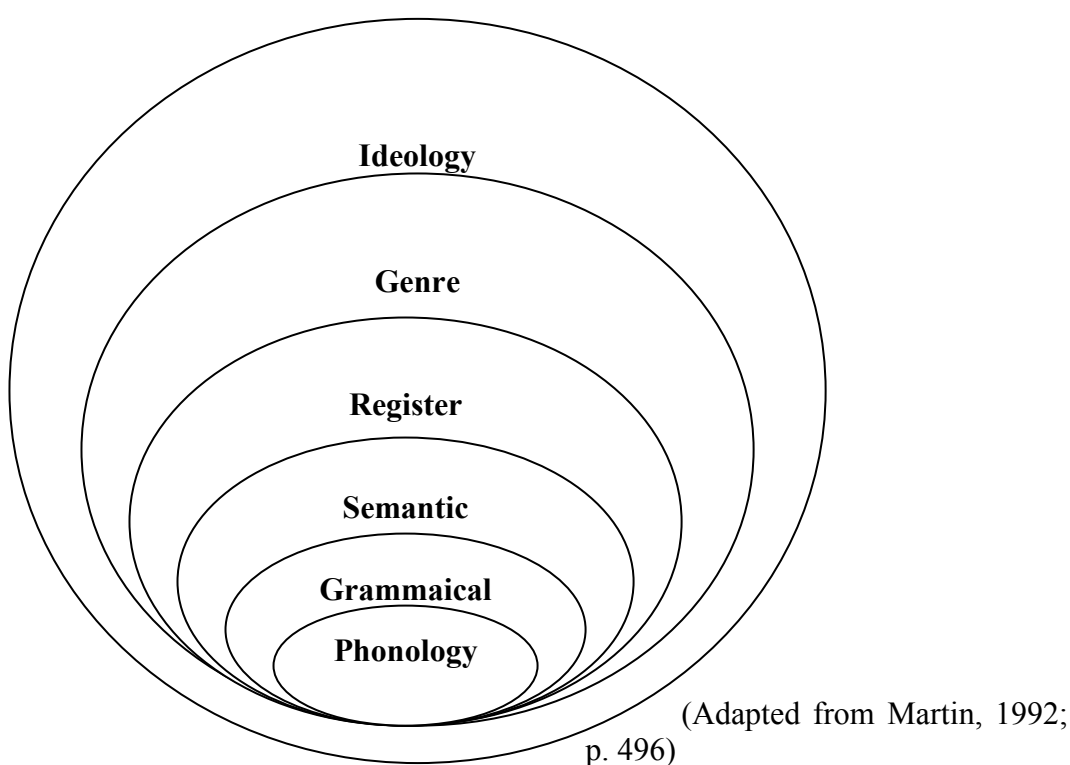 Ideology
Genre
Register
Semantic
Grammaical
Phonology
(Adapted from Martin, 1992;
p. 496)